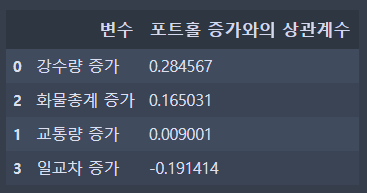 변수 포트홀 증가와의 상관계수
0 강수량 증가 0.284567
2 화물총계 증가 0.165031
1 교통량 증가 0.009001
3 일교차 증가 -0.191414